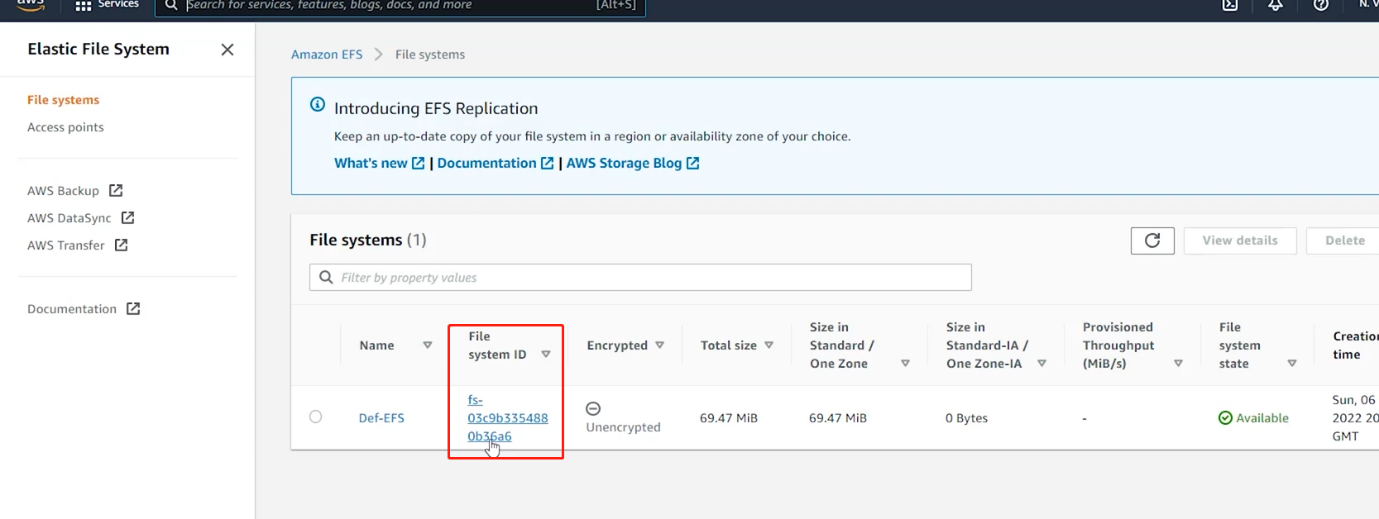 aws
Services
Search for services, features, blogs, docs, and more
[Alt+S]
N. V
Elastic File System
File systems
Access points
AWS Backup
AWS DataSync
AWS Transfer
Documentation
Amazon EFS > File systems
Introducing EFS Replication
Keep an up-to-date copy of your file system in a region or availability zone of your choice.
What's new | Documentation | AWS Storage Blog
File systems (1)
View details
Delete
Filter by property values
Name
File
system ID
Encrypted
Total size
Size in
Standard /
One Zone
Size in
Standard-IA /
One Zone-IA
Provisioned
Throughput
(MiB/s)
File
system
state
Creation
time
Def-EFS
fs-
03c9b335488
0b36a6
Unencrypted
69.47 MiB
69.47 MiB
0 Bytes
-
Available
Sun, 06
2022 20
GMT